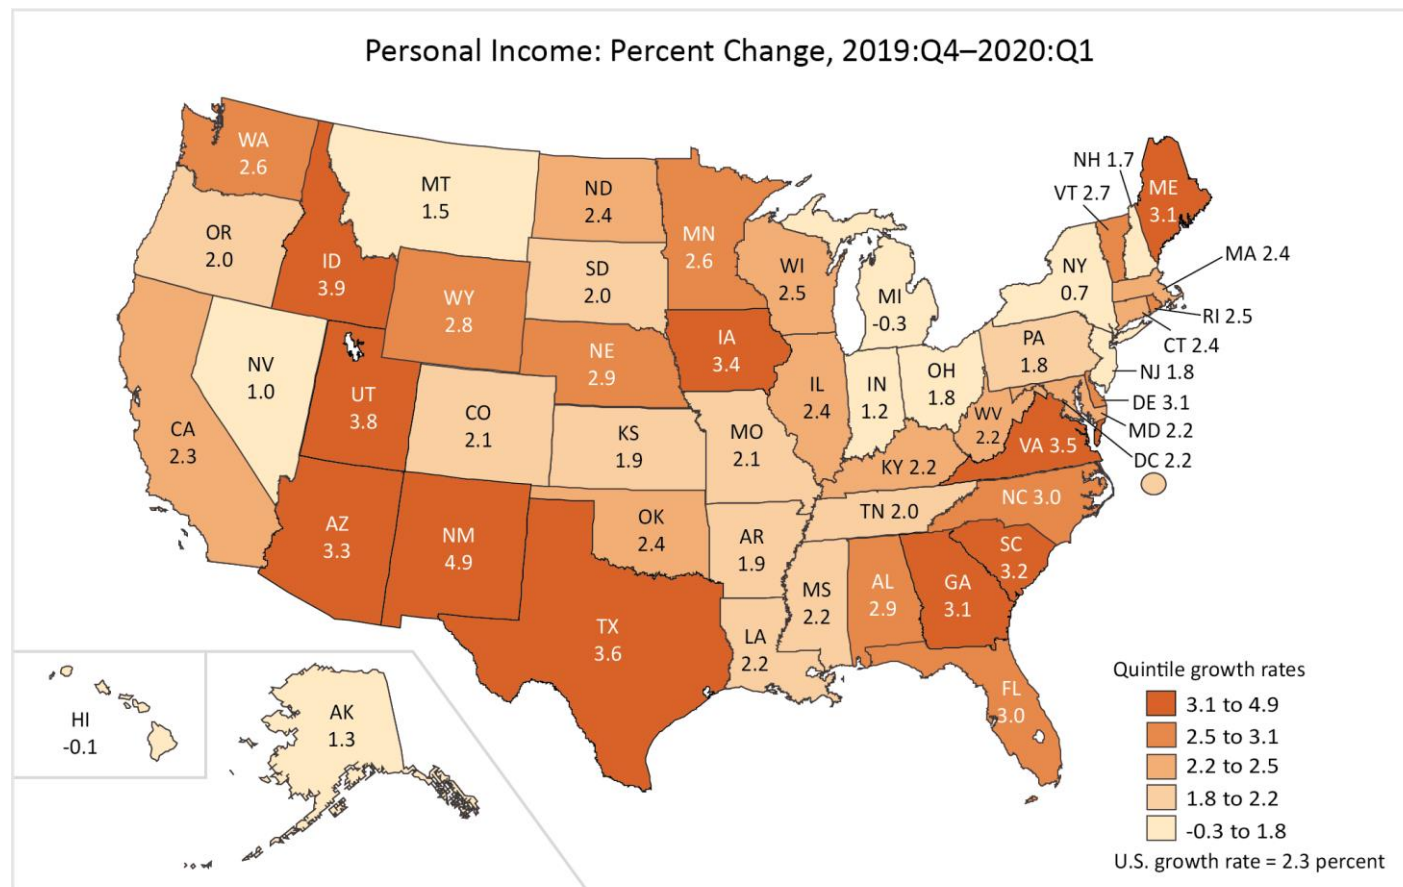 Personal Income: Percent Change, 2019:Q4–2020:Q1
WA
2.6
MT
1.5
ND
2.4
MN
2.6
NH 1.7
VT 2.7
ME
3.1
OR
2.0
ID
3.9
WY
2.8
SD
2.0
WI
2.5
MI
-0.3
NY
0.7
MA 2.4
RI 2.5
CT 2.4
NJ 1.8
DE 3.1
MD 2.2
DC 2.2
NV
1.0
UT
3.8
CO
2.1
NE
2.9
IA
3.4
IL
2.4
IN
1.2
OH
1.8
PA
1.8
WV
2.2
VA 3.5
CA
2.3
KS
1.9
MO
2.1
KY 2.2
NC 3.0
TN 2.0
AZ
3.3
NM
4.9
OK
2.4
AR
1.9
SC
3.2
MS
2.2
AL
2.9
GA
3.1
TX
3.6
LA
2.2
FL
3.0
HI
-0.1
AK
1.3
Quintile growth rates
3.1 to 4.9
2.5 to 3.1
2.2 to 2.5
1.8 to 2.2
-0.3 to 1.8
U.S. growth rate = 2.3 percent